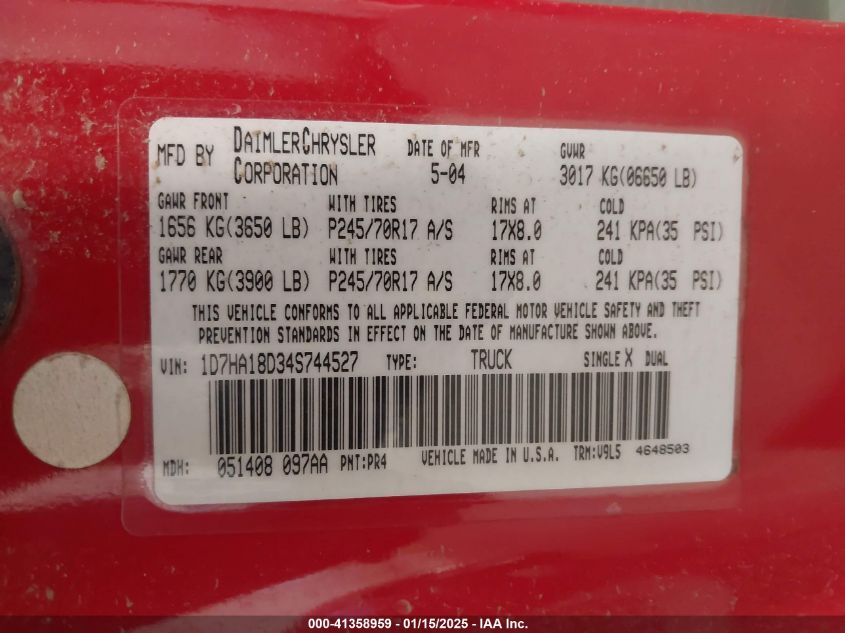 MFD BY DAIMLERCHRYSLER CORPORATION DATE OF MFR 5-04 GVWR 3017 KG(06650 LB)
GAWR FRONT WITH TIRES RIMS AT COLD
1656 KG(3650 LB) P245/70R17 A/S 17X8.0 241 KPA(35 PSI)
GAWR REAR WITH TIRES RIMS AT COLD
1770 KG(3900 LB) P245/70R17 A/S 17X8.0 241 KPA(35 PSI)
THIS VEHICLE CONFORMS TO ALL APPLICABLE FEDERAL MOTOR VEHICLE SAFETY AND THEFT
PREVENTION STANDARDS IN EFFECT ON THE DATE OF MANUFACTURE SHOWN ABOVE.
VIN: 1D7HA18D34S744527 TYPE: TRUCK SINGLE X DUAL
MDH: 051408 097AA PNT:PR4 VEHICLE MADE IN U.S.A. TRM:V9L5 4648503
000-41358959 - 01/15/2025 - IAA Inc.